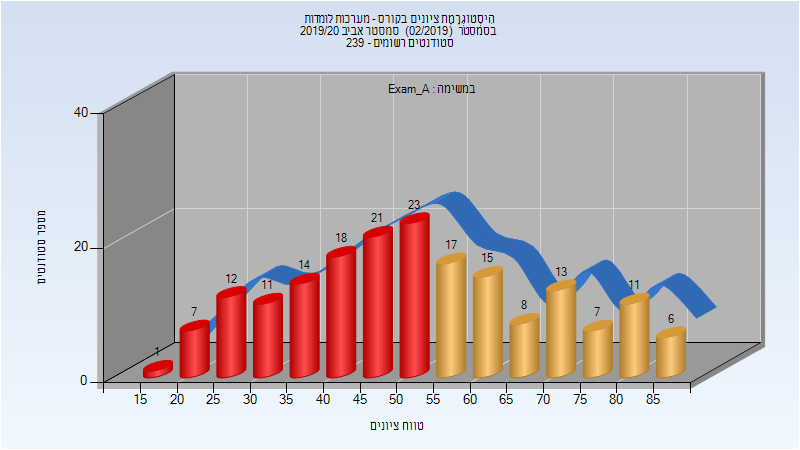 היסטוגרמת ציונים בקורס - מערכות לומדות
בסמסטר (02/2019) סמסטר אביב 2019/20
סטודנטים רשומים - 239
במשימה : Exam_A
מספר סטודנטים
40
20
0
1
7
12
11
14
18
21
23
17
15
8
13
7
11
6
15 20 25 30 35 40 45 50 55 60 65 70 75 80 85
טווח ציונים